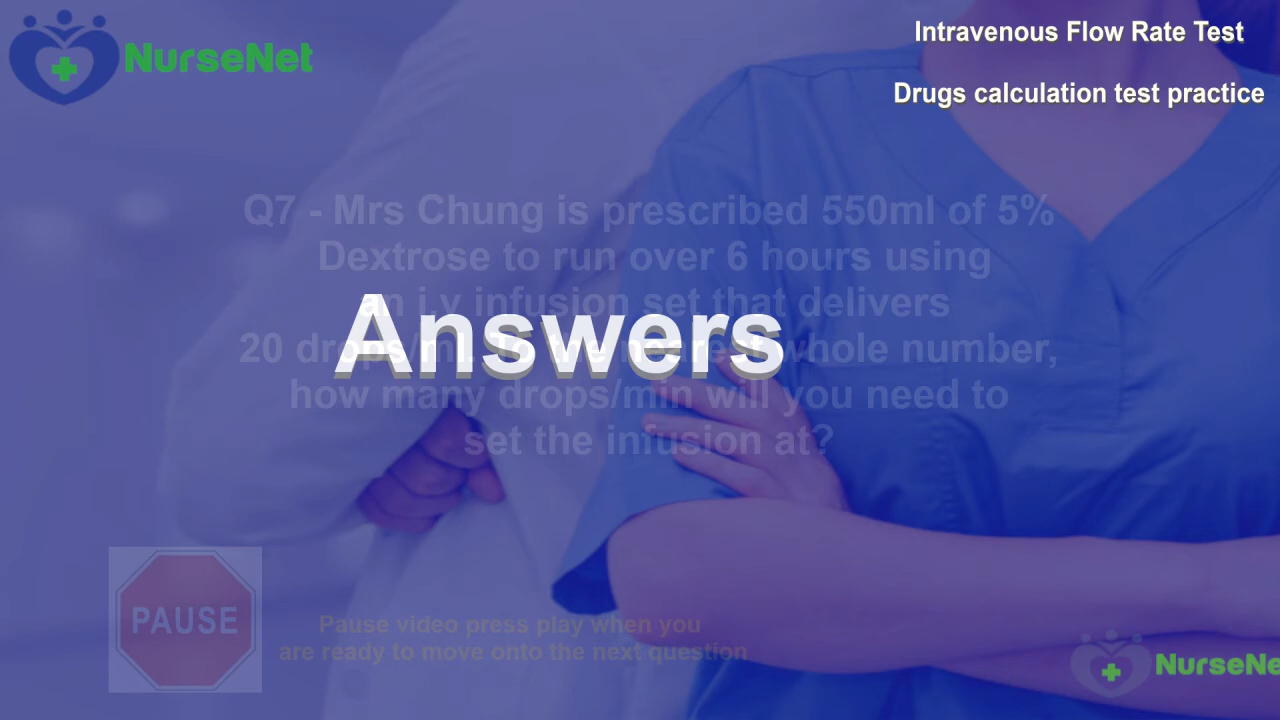 NurseNet
Intravenous Flow Rate Test
Drugs calculation test practice
Q7 - Mrs Chung is prescribed 550ml of 5%
Dextrose to run over 6 hours using
an i.v infusion set that delivers
Answers
20 whole number,
how many drops/min will you need to
set the infusion at?
PAUSE
Pause video press play when you
are ready to move onto the next question
NurseNe